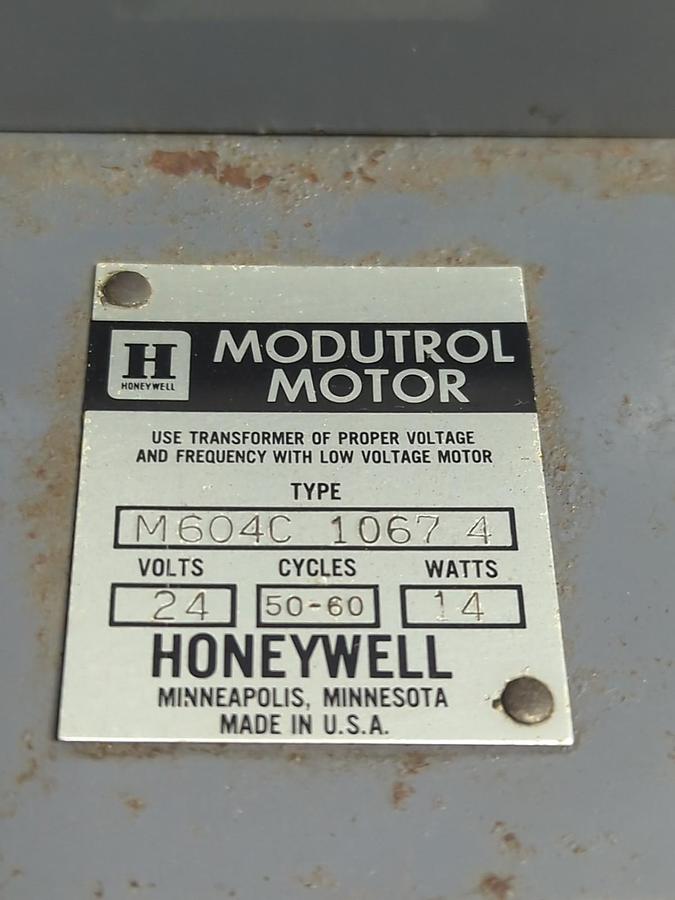 H
HONEYWELL
MODUTROL
MOTOR
USE TRANSFORMER OF PROPER VOLTAGE
AND FREQUENCY WITH LOW VOLTAGE MOTOR
TYPE
M604C 1067 4
VOLTS CYCLES WATTS
24 50-60 14
HONEYWELL
MINNEAPOLIS, MINNESOTA
MADE IN U.S.A.